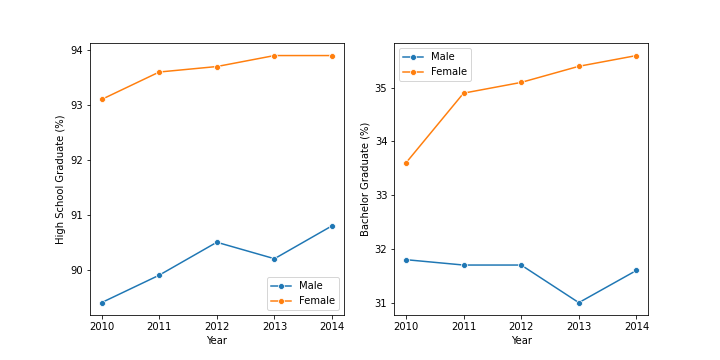 High School Graduate (%)
94
93
92
91
90
2010 2011 2012 2013 2014
Year
Male
Female
Bachelor Graduate (%)
35
34
33
32
31
2010 2011 2012 2013 2014
Year
Male
Female